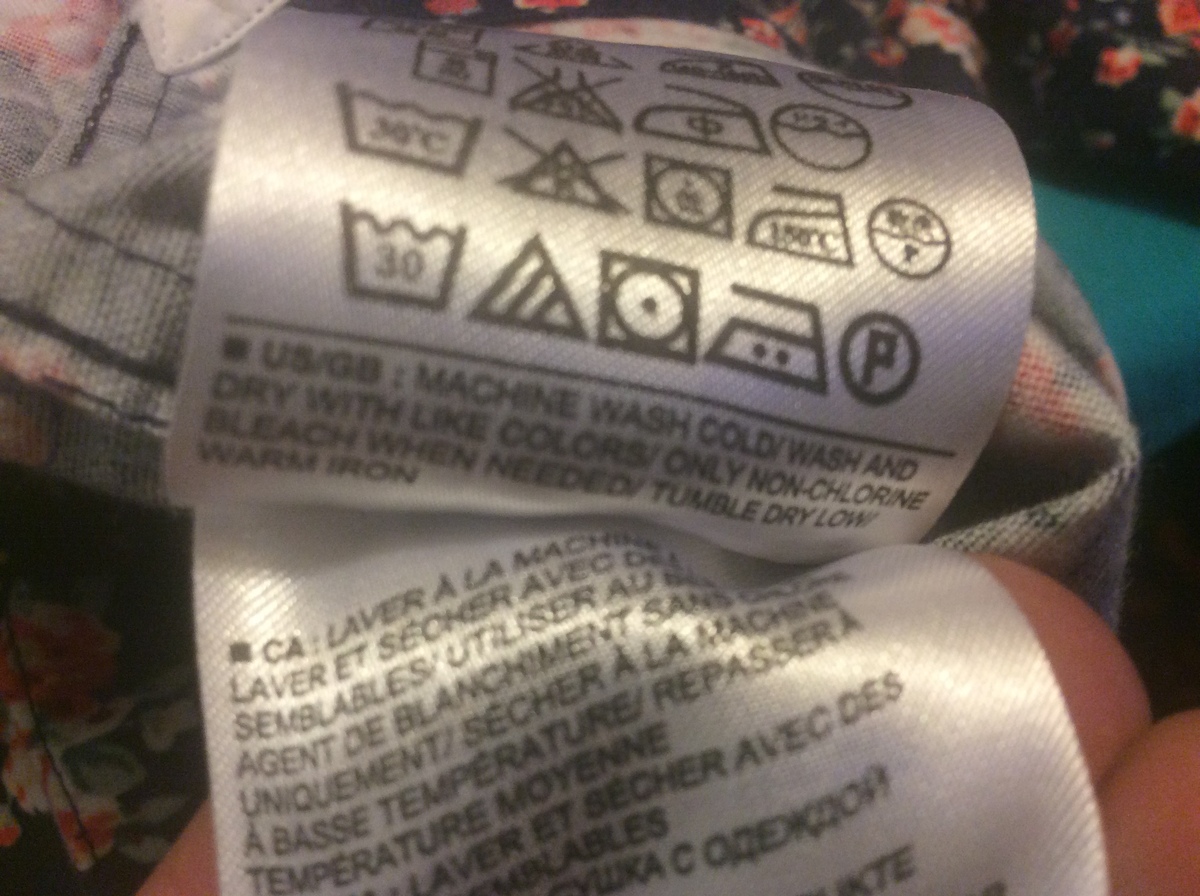 30°C
150°C
30
P
US/GB : MACHINE WASH COLD/ WASH AND
DRY WITH LIKE COLORS/ ONLY NON-CHLORINE
BLEACH WHEN NEEDED/ TUMBLE DRY LOW/
WARM IRON
CA : LAVER À LA MACHINE
LAVER ET SÉCHER AVEC DES
SEMBLABLES/ UTILISER AU
AGENT DE BLANCHIMENT SANS
UNIQUEMENT/ SÉCHER À LA MACHINE
À BASSE TEMPÉRATURE/ REPASSER À
TEMPÉRATURE MOYENNE
: LAVER ET SÉCHER AVEC DES
SEMBLABLES
СУШКА С ОДЕЖДОЙ